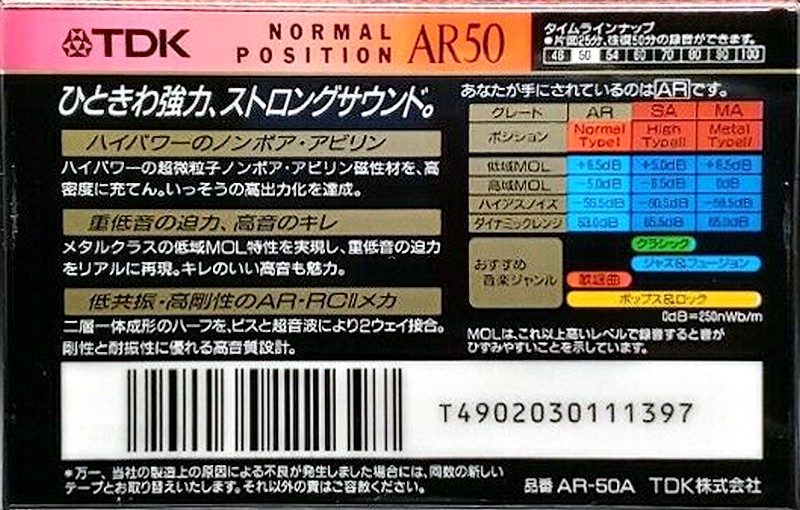 TDK
NORMAL
POSITION
AR50
タイムラインナップ
●片面25分、往復50分の録音ができます。
46 50 54 60 70 80 90 100
ひときわ強力、ストロングサウンド。
ハイパワーのノンポア・アビリン
ハイパワーの超微粒子ノンポア・アビリン磁性材を、高
密度に充てん。いっそうの高出力化を達成。
重低音の迫力、高音のキレ
メタルクラスの低域MOL特性を実現し、重低音の迫力
をリアルに再現。キレのいい高音も魅力。
低共振・高剛性のAR・RCIIメカ
二層一体成形のハーフを、ビスと超音波により2ウェイ接合。
剛性と耐振性に優れる高音質設計。
あなたが手にされているのはARです。
グレード AR SA MA
ポジション Normal TypeI High TypeII Metal TypeIV
低域MOL +6.5dB +5.0dB +8.5dB
高域MOL -5.0dB -8.5dB 0dB
バイアスノイズ -56.5dB -60.5dB -56.5dB
ダイナミックレンジ 63.0dB 65.5dB 65.0dB
おすすめ
音楽ジャンル
クラシック
ジャズ&フュージョン
歌謡曲
ポップス&ロック
0dB=250nWb/m
MOLは、これ以上高いレベルで録音すると音が
ひずみやすいことを示しています。
T4902030111397
*万一、当社の製造上の原因による不良が発生しました場合には、同数の新しい
テープとお取り替えいたします。それ以外の責はご容赦ください。
品番 AR-50A TDK株式会社